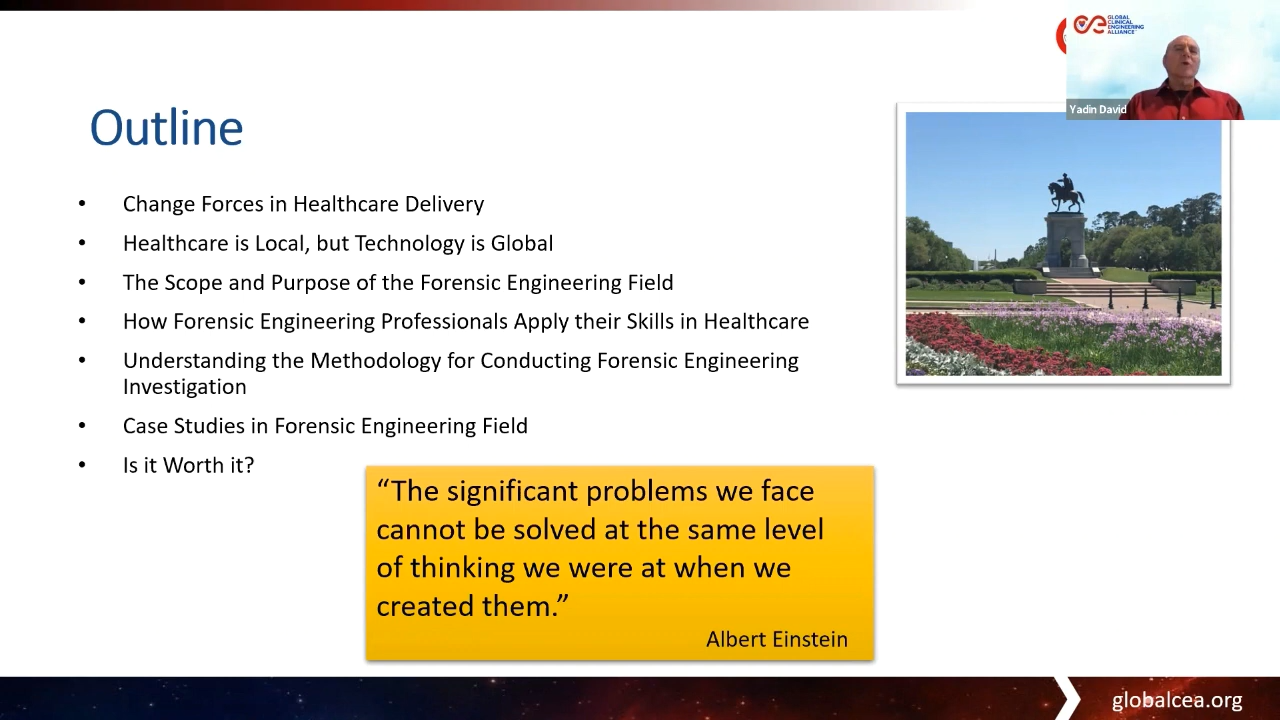 GLOBAL
CLINICAL
ENGINEERING
ALLIANCE
Yadin David
Outline
• Change Forces in Healthcare Delivery
• Healthcare is Local, but Technology is Global
• The Scope and Purpose of the Forensic Engineering Field
• How Forensic Engineering Professionals Apply their Skills in Healthcare
• Understanding the Methodology for Conducting Forensic Engineering
Investigation
• Case Studies in Forensic Engineering Field
• Is it Worth it?
“The significant problems we face
cannot be solved at the same level
of thinking we were at when we
created them.”
Albert Einstein
globalcea.org